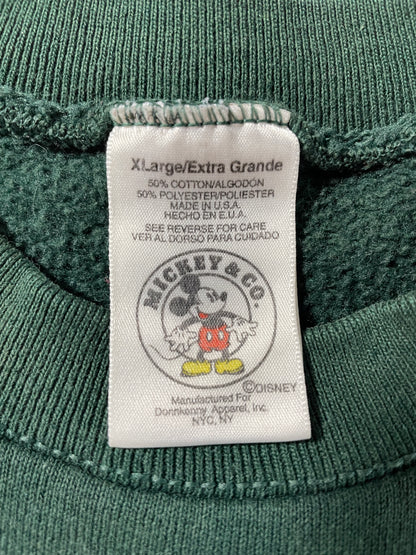 XLarge/Extra Grande
50% COTTON/ALGODÓN
50% POLYESTER/POLIESTER
MADE IN U.S.A.
HECHO EN E.U.A.
SEE REVERSE FOR CARE
VER AL DORSO PARA CUIDADO
MICKEY & CO.
©DISNEY
Manufactured For
Donnkenny Apparel, Inc.
NYC, NY